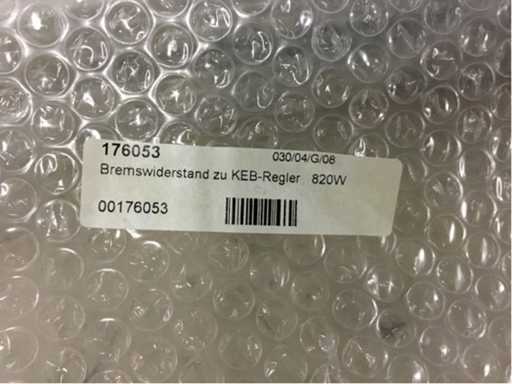 176053 030/04/G/08
Bremswiderstand zu KEB-Regler 820W
00176053